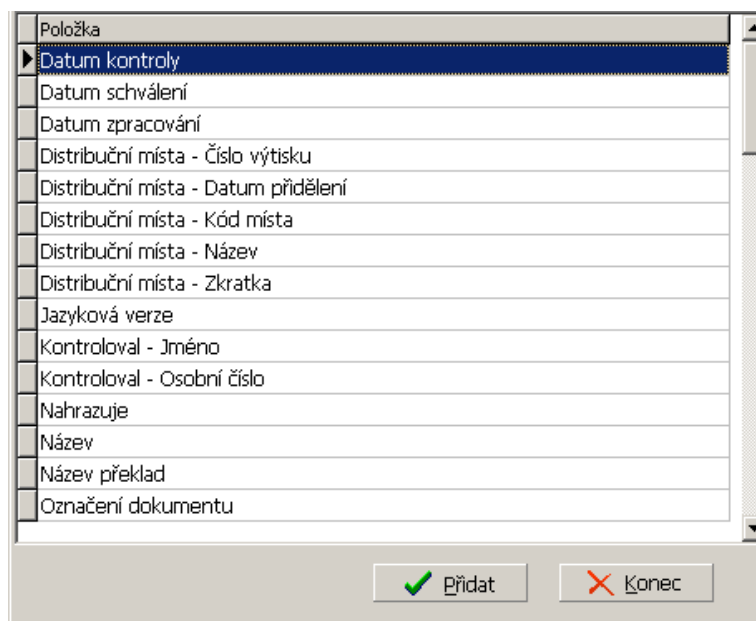 Položka
Datum kontroly
Datum schválení
Datum zpracování
Distribuční místa - Číslo výtisku
Distribuční místa - Datum přidělení
Distribuční místa - Kód místa
Distribuční místa - Název
Distribuční místa - Zkratka
Jazyková verze
Kontroloval - Jméno
Kontroloval - Osobní číslo
Nahrazuje
Název
Název překlad
Označení dokumentu
Přidat Konec